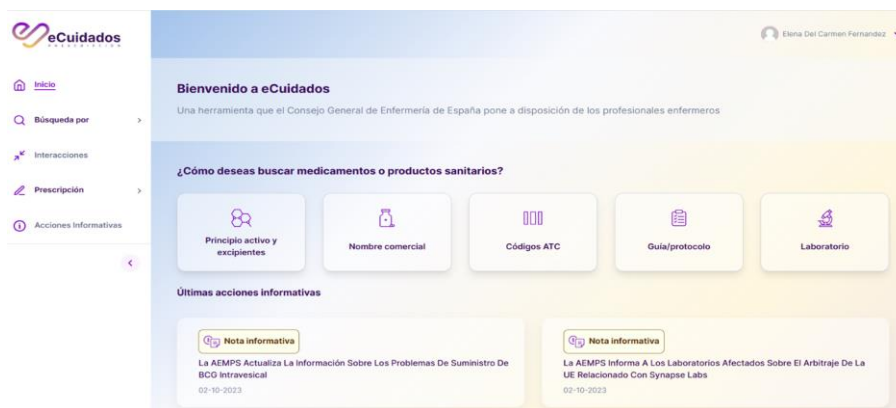 eCuidados
PRESCRIPCIÓN
Elena Del Carmen Fernandez
Inicio
Búsqueda por
Interacciones
Prescripción
Acciones Informativas
Bienvenido a eCuidados
Una herramienta que el Consejo General de Enfermería de España pone a disposición de los profesionales enfermeros
¿Cómo deseas buscar medicamentos o productos sanitarios?
Principio activo y
excipientes
Nombre comercial
Códigos ATC
Guía/protocolo
Laboratorio
Últimas acciones informativas
Nota informativa
La AEMPS Actualiza La Información Sobre Los Problemas De Suministro De
BCG Intravesical
02-10-2023
Nota informativa
La AEMPS Informa A Los Laboratorios Afectados Sobre El Arbitraje De La
UE Relacionado Con Synapse Labs
02-10-2023